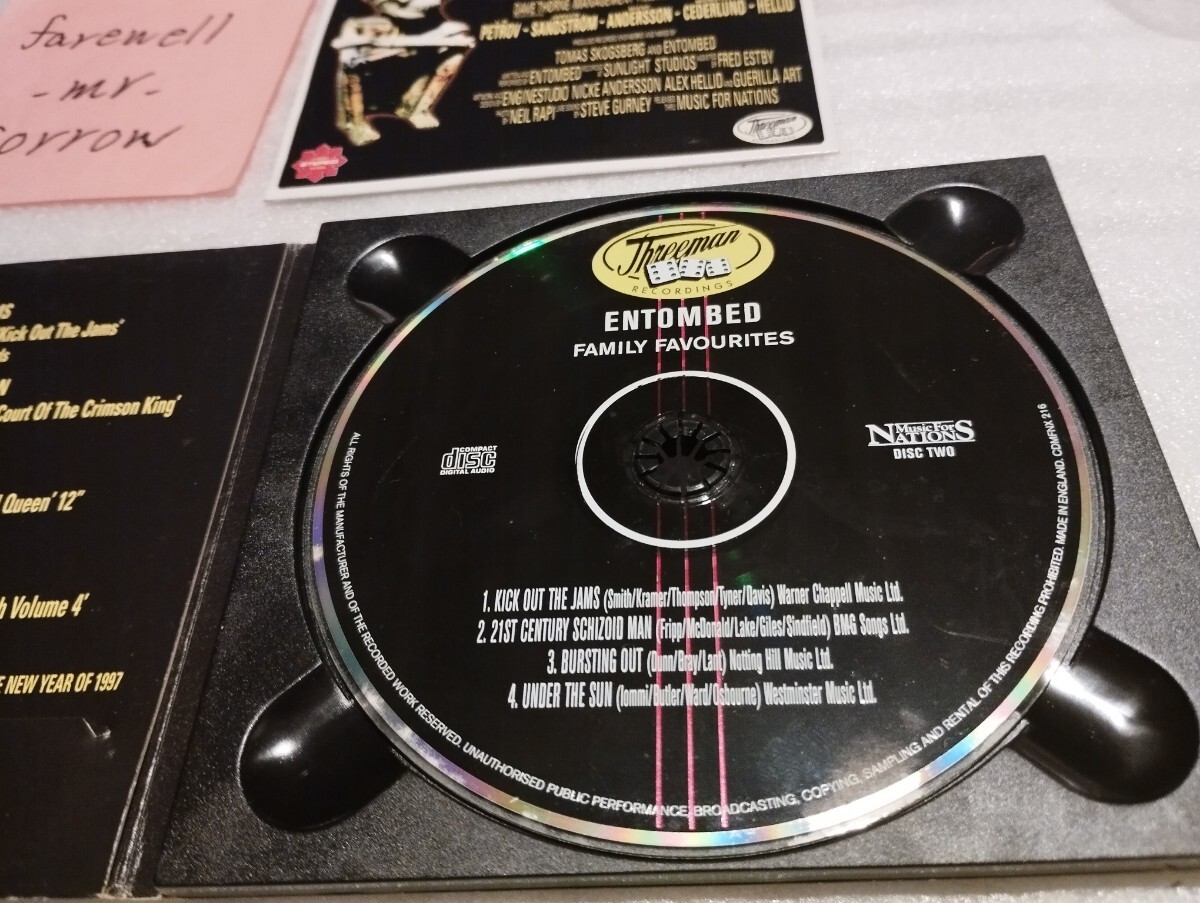 farewell
- mr -
sorrow
PETROV - SANDSTRÖM - ANDERSSON - CEDERLUND - HELLID
TOMAS SKOGSBERG AND ENTOMBED
ENTOMBED SUNLIGHT STUDIOS FRED ESTBY
ENGINESTUDIO NICKE ANDERSSON ALEX HELLID AND GUERILLA ART
NEIL RAPI STEVE GURNEY MUSIC FOR NATIONS
Threeman
Kick Out The Jams'
Court Of The Crimson King'
Queen' 12"
h Volume 4'
E NEW YEAR OF 1997
Threeman
RECORDINGS
ENTOMBED
FAMILY FAVOURITES
COMPACT
disc
DIGITAL AUDIO
Music For
NATIONS
DISC TWO
1. KICK OUT THE JAMS (Smith/Kramer/Thompson/Tyner/Davis) Warner Chappell Music Ltd.
2. 21ST CENTURY SCHIZOID MAN (Fripp/McDonald/Lake/Giles/Sindfield) BMG Songs Ltd.
3. BURSTING OUT (Dunn/Bray/Lant) Notting Hill Music Ltd.
4. UNDER THE SUN (Iommi/Butler/Ward/Osbourne) Westminster Music Ltd.
ALL RIGHTS OF THE MANUFACTURER AND OF THE RECORDED WORK RESERVED. UNAUTHORISED PUBLIC PERFORMANCE, BROADCASTING, COPYING, SAMPLING AND RENTAL OF THIS RECORDING PROHIBITED. MADE IN ENGLAND. CDMFNX 216